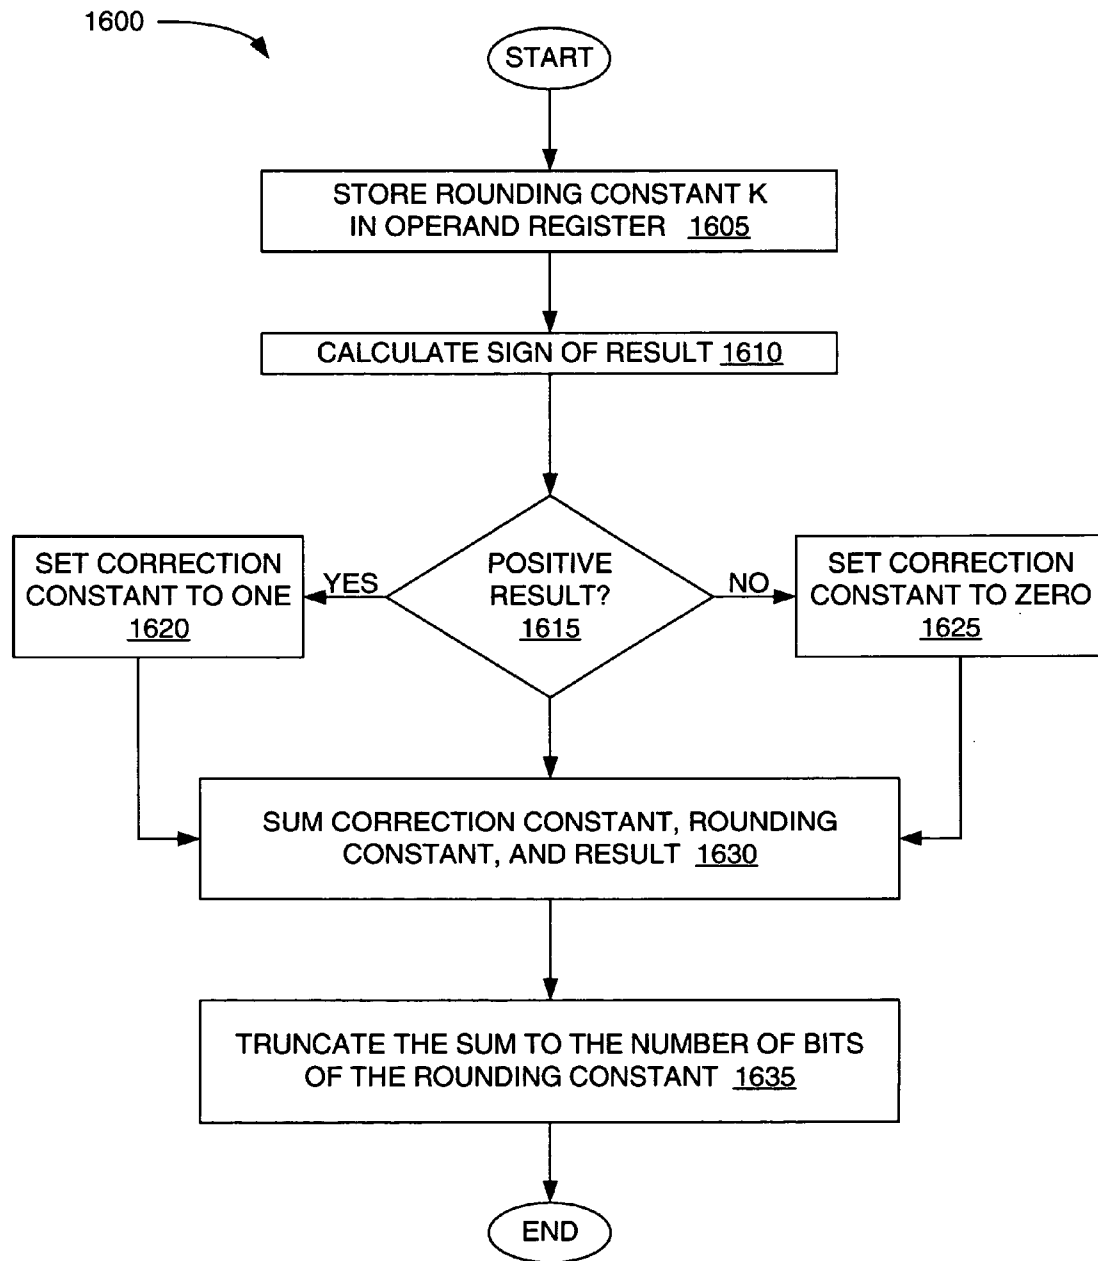 1600
START
STORE ROUNDING CONSTANT K
IN OPERAND REGISTER 1605
CALCULATE SIGN OF RESULT 1610
SET CORRECTION
CONSTANT TO ONE
1620
YES
POSITIVE
RESULT?
1615
NO
SET CORRECTION
CONSTANT TO ZERO
1625
SUM CORRECTION CONSTANT, ROUNDING
CONSTANT, AND RESULT 1630
TRUNCATE THE SUM TO THE NUMBER OF BITS
OF THE ROUNDING CONSTANT 1635
END